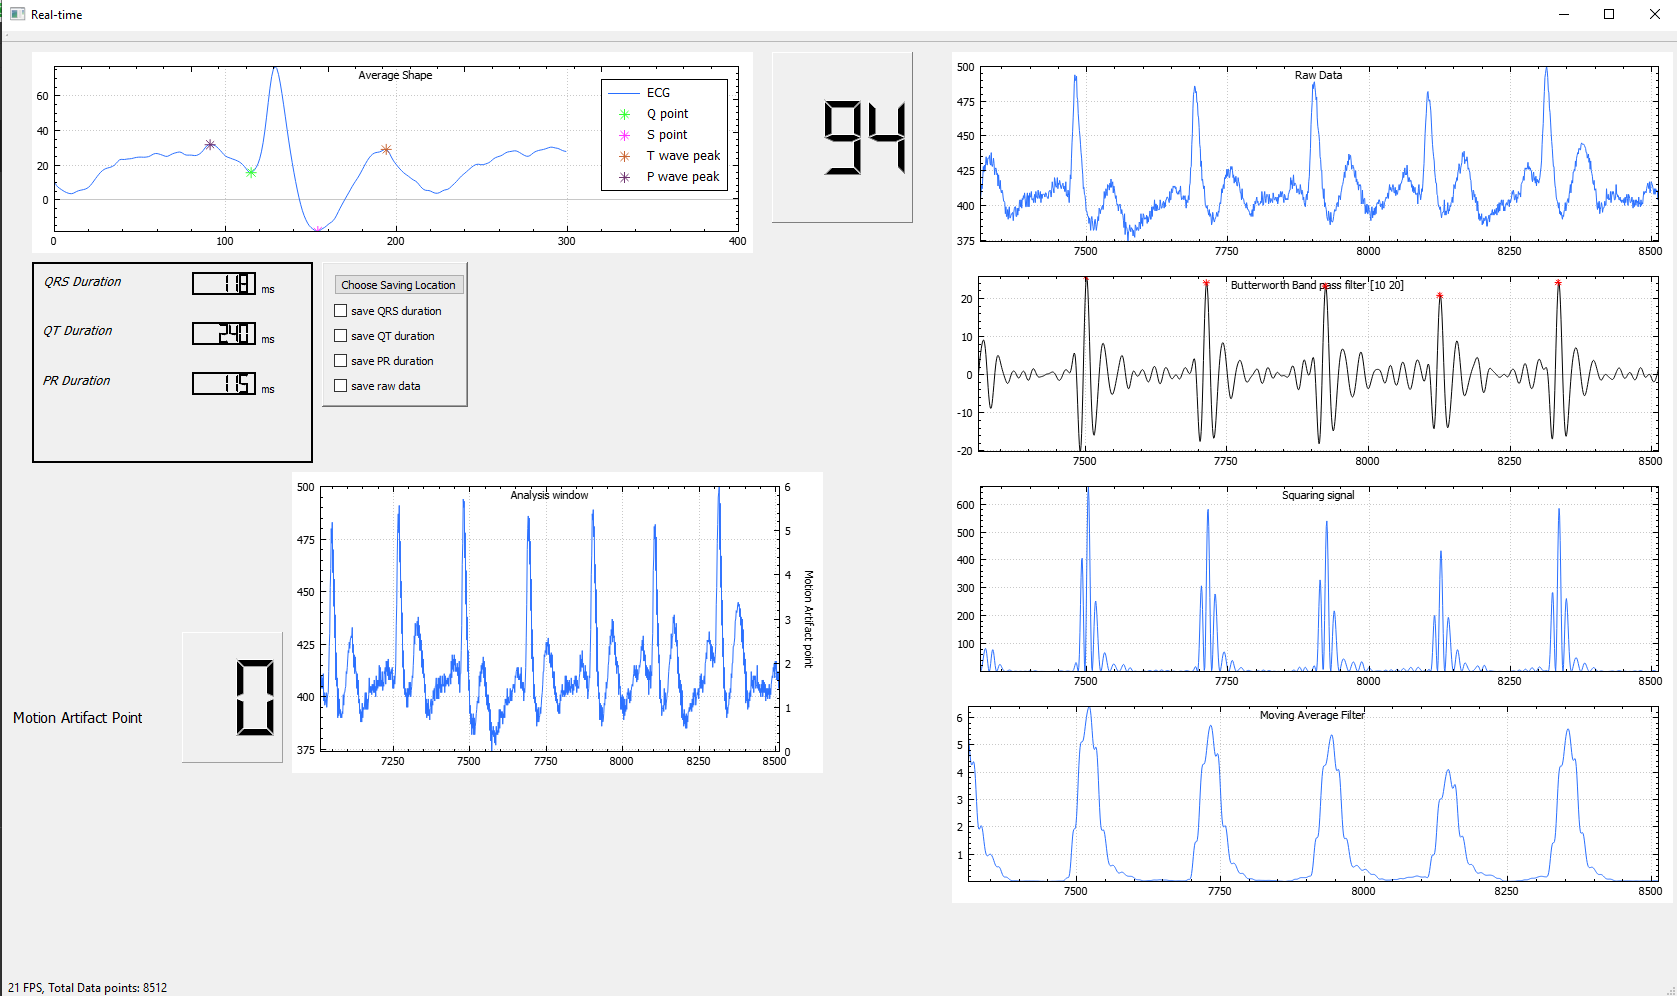 Real-time
Average Shape
ECG
Q point
S point
T wave peak
P wave peak
60
40
20
0
0 100 200 300 400
94
QRS Duration 118 ms
QT Duration 240 ms
PR Duration 115 ms
Choose Saving Location
save QRS duration
save QT duration
save PR duration
save raw data
Motion Artifact Point 0
Analysis window
500
475
450
425
400
375
6
5
4
3
2
1
0
Motion Artifact point
7250 7500 7750 8000 8250 8500
Raw Data
500
475
450
425
400
375
7500 7750 8000 8250 8500
Butterworth Band pass filter [10 20]
20
10
0
-10
-20
7500 7750 8000 8250 8500
Squaring signal
600
500
400
300
200
100
7500 7750 8000 8250 8500
Moving Average Filter
6
5
4
3
2
1
7500 7750 8000 8250 8500
21 FPS, Total Data points: 8512